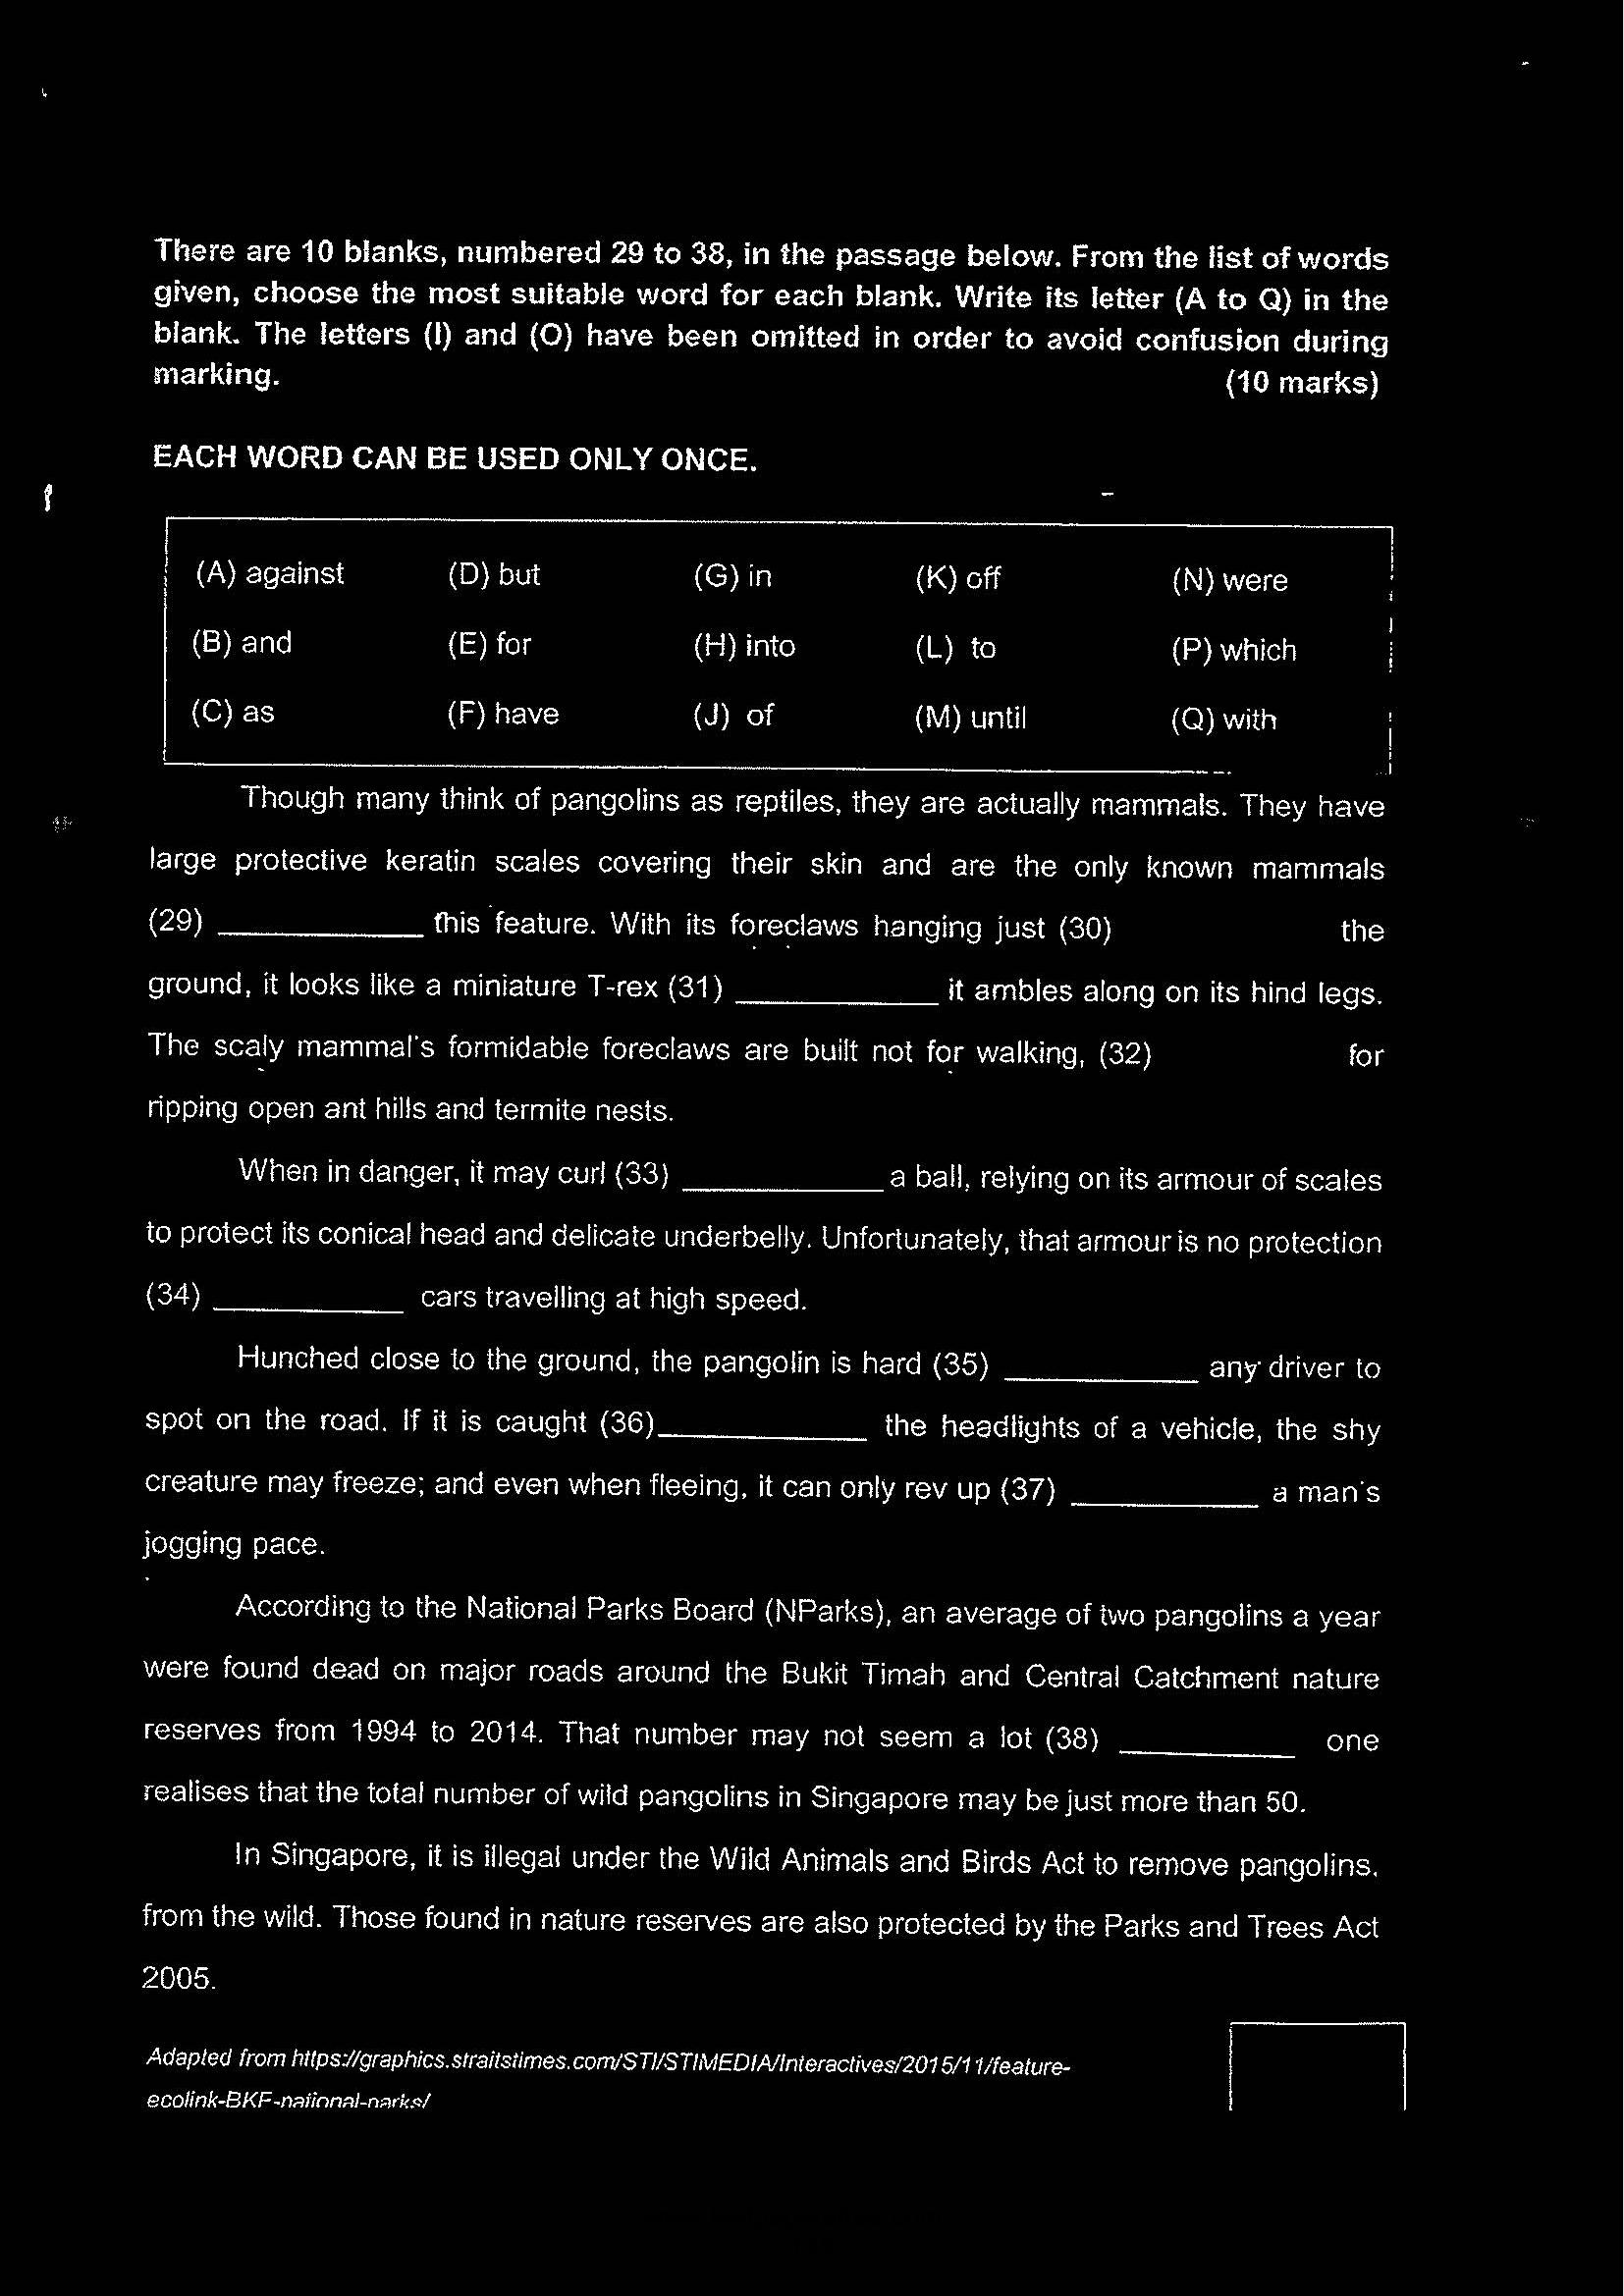 There are 10 blanks, numbered 29 to 38, in the passage below. From the list of words
given, choose the most suitable word for each blank. Write its letter (A to Q) in the
blank. The letters (I) and (O) have been omitted in order to avoid confusion during
marking. (10 marks)
EACH WORD CAN BE USED ONLY ONCE.
(A) against (D) but (G) in (K) off (N) were
(B) and (E) for (H) into (L) to (P) which
(C) as (F) have (J) of (M) until (Q) with
Though many think of pangolins as reptiles, they are actually mammals. They have
large protective keratin scales covering their skin and are the only known mammals
(29) ____________ this feature. With its foreclaws hanging just (30) the
ground, it looks like a miniature T-rex (31) ____________ it ambles along on its hind legs.
The scaly mammal's formidable foreclaws are built not for walking, (32) for
ripping open ant hills and termite nests.
When in danger, it may curl (33) ____________ a ball, relying on its armour of scales
to protect its conical head and delicate underbelly. Unfortunately, that armour is no protection
(34) ____________ cars travelling at high speed.
Hunched close to the ground, the pangolin is hard (35) ____________ any driver to
spot on the road. If it is caught (36)____________ the headlights of a vehicle, the shy
creature may freeze; and even when fleeing, it can only rev up (37) ____________ a man's
jogging pace.
According to the National Parks Board (NParks), an average of two pangolins a year
were found dead on major roads around the Bukit Timah and Central Catchment nature
reserves from 1994 to 2014. That number may not seem a lot (38) ____________ one
realises that the total number of wild pangolins in Singapore may be just more than 50.
In Singapore, it is illegal under the Wild Animals and Birds Act to remove pangolins.
from the wild. Those found in nature reserves are also protected by the Parks and Trees Act
2005.
Adapted from https://graphics.straitstimes.com/STI/STIMEDIA/Interactives/2015/11/feature-
ecolink-BKF-national-parks/